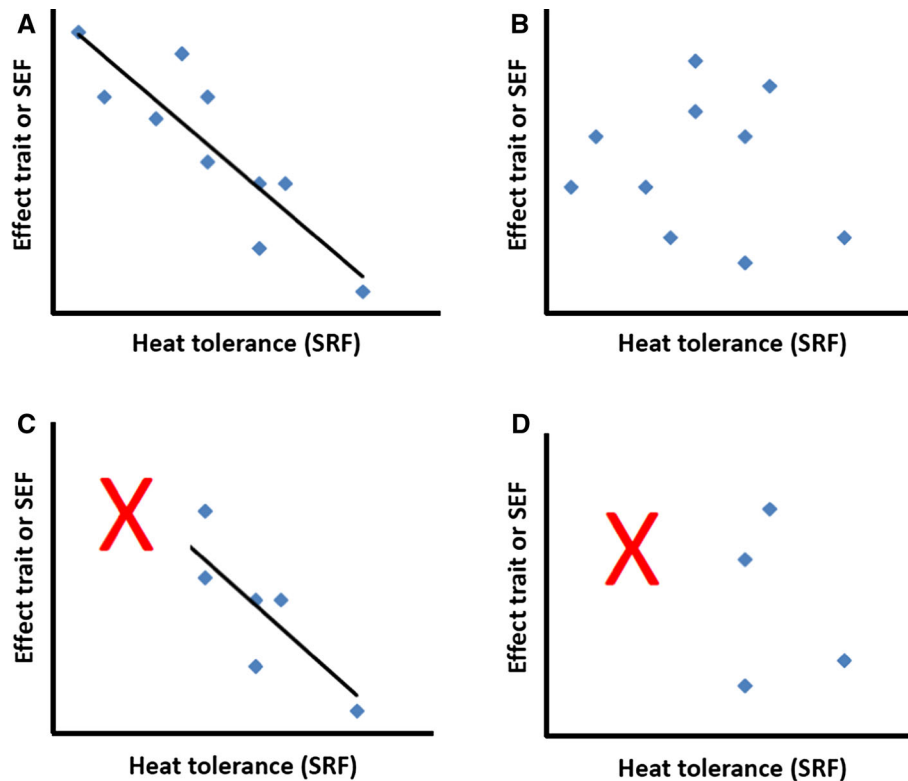 A
Effect trait or SEF
Heat tolerance (SRF)
B
Effect trait or SEF
Heat tolerance (SRF)
C
Effect trait or SEF
X
Heat tolerance (SRF)
D
Effect trait or SEF
X
Heat tolerance (SRF)